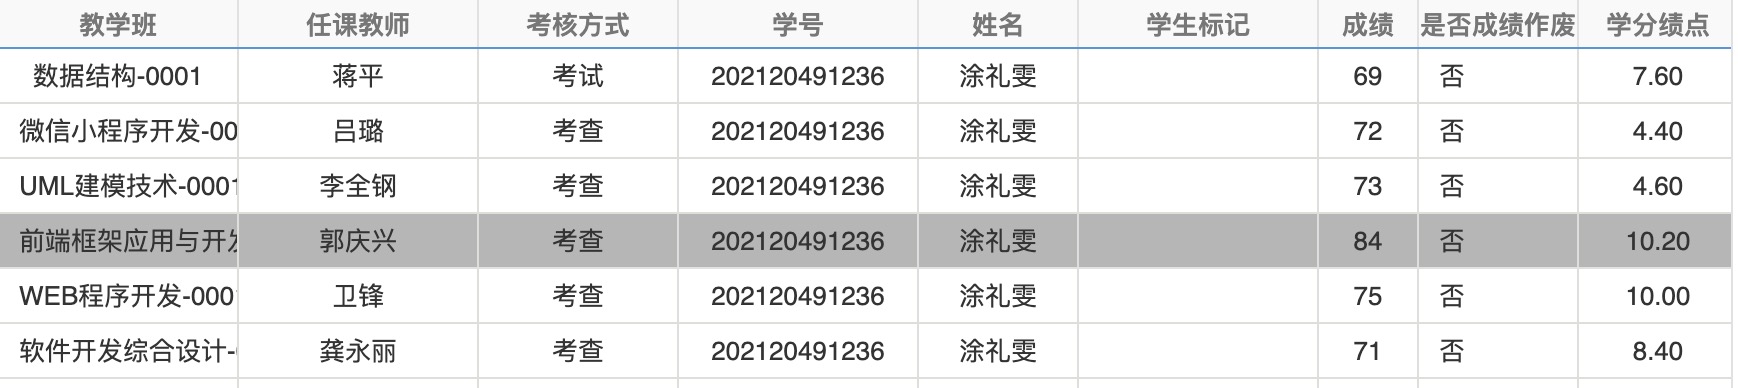 教学班 任课教师 考核方式 学号 姓名 学生标记 成绩 是否成绩作废 学分绩点
数据结构-0001 蒋平 考试 202120491236 涂礼雯 69 否 7.60
微信小程序开发-00 吕璐 考查 202120491236 涂礼雯 72 否 4.40
UML建模技术-0001 李全钢 考查 202120491236 涂礼雯 73 否 4.60
前端框架应用与开发 郭庆兴 考查 202120491236 涂礼雯 84 否 10.20
WEB程序开发-000 卫锋 考查 202120491236 涂礼雯 75 否 10.00
软件开发综合设计- 龚永丽 考查 202120491236 涂礼雯 71 否 8.40